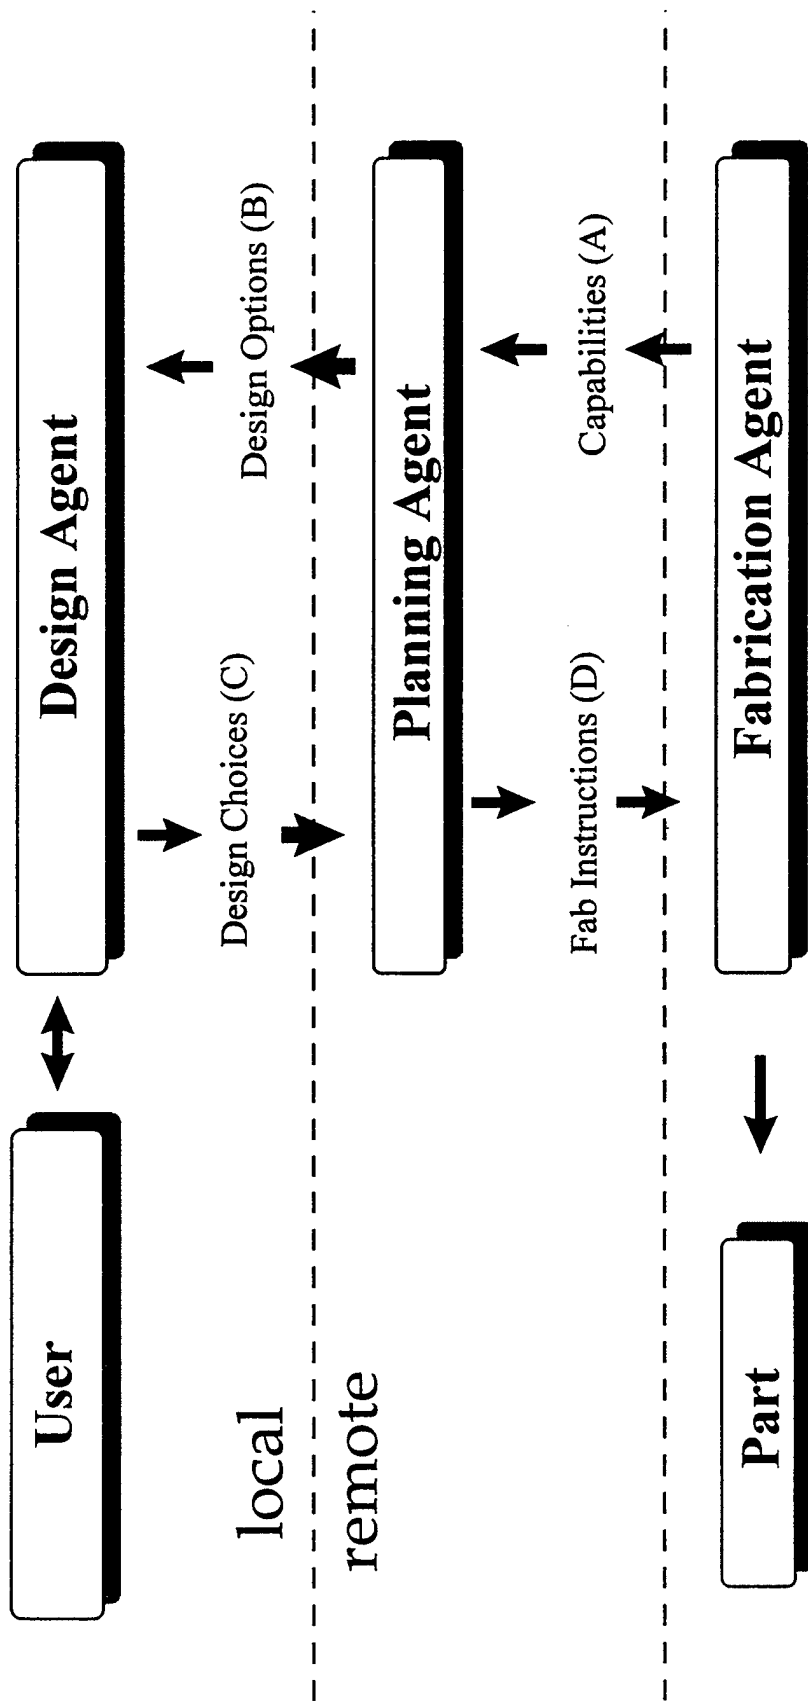 User
Design Agent
Design Choices (C)
Design Options (B)
local
remote
Planning Agent
Fab Instructions (D)
Capabilities (A)
Part
Fabrication Agent